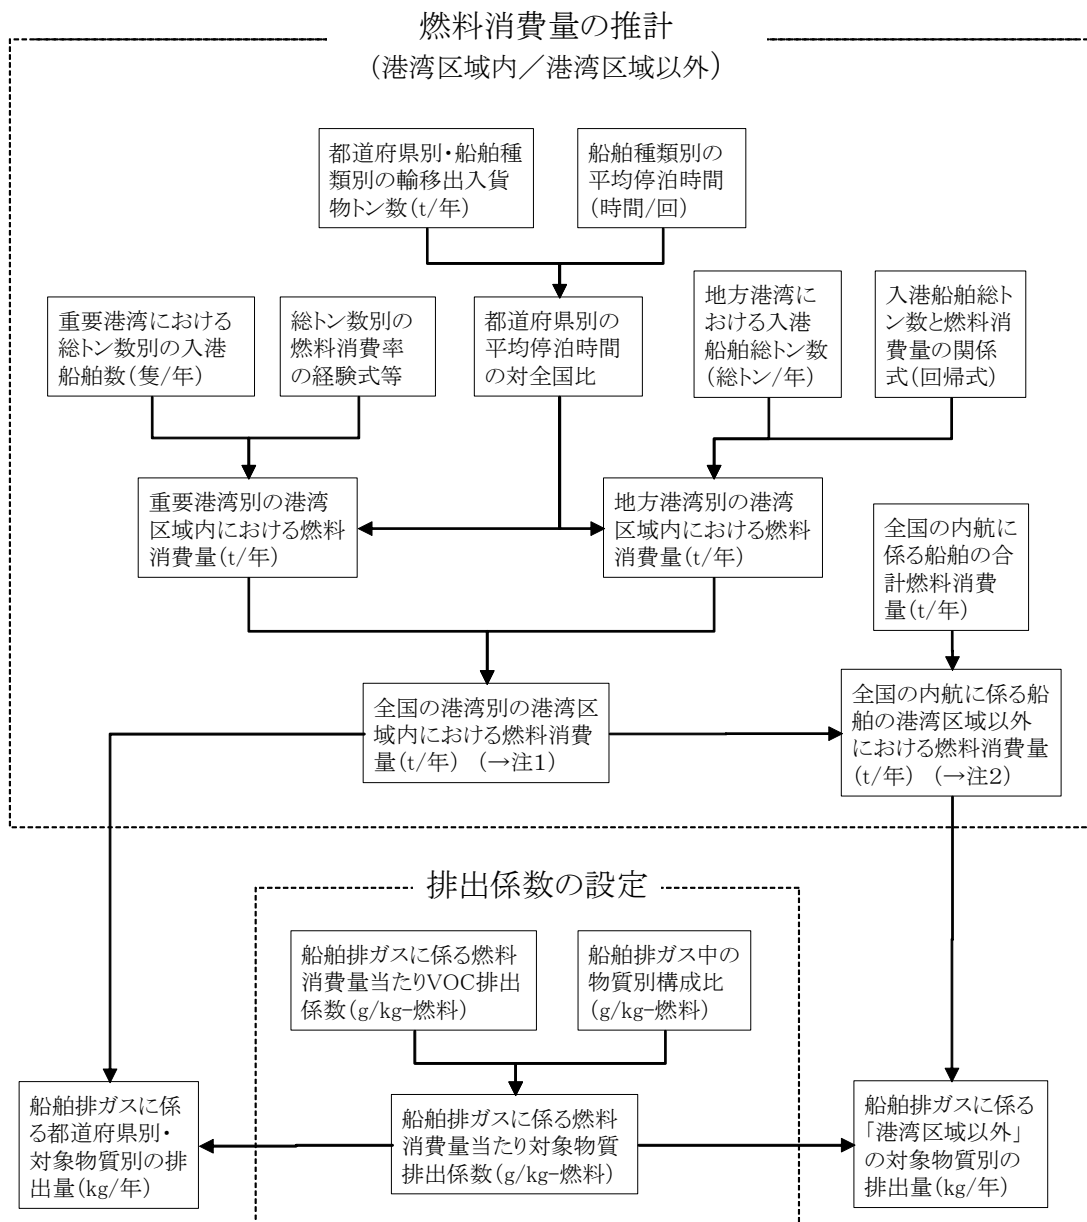 燃料消費量の推計
(港湾区域内／港湾区域以外)
都道府県別・船舶種
類別の輸移出入貨
物トン数(t/年)
船舶種類別の
平均停泊時間
(時間/回)
重要港湾における
総トン数別の入港
船舶数(隻/年)
総トン数別の
燃料消費率
の経験式等
都道府県別の
平均停泊時間
の対全国比
地方港湾に
おける入港
船舶総トン数
(総トン/年)
入港船舶総ト
ン数と燃料消
費量の関係
式(回帰式)
重要港湾別の港湾
区域内における燃料
消費量(t/年)
地方港湾別の港湾
区域内における燃料
消費量(t/年)
全国の内航に
係る船舶の合
計燃料消費
量(t/年)
全国の港湾別の港湾区
域内における燃料消費
量(t/年) (→注1)
全国の内航に係る船
舶の港湾区域以外
における燃料消費量
(t/年) (→注2)
排出係数の設定
船舶排ガスに係る燃料
消費量当たりVOC排出
係数(g/kg-燃料)
船舶排ガス中の
物質別構成比
(g/kg-燃料)
船舶排ガスに係
る都道府県別・
対象物質別の排
出量(kg/年)
船舶排ガスに係る燃料
消費量当たり対象物質
排出係数(g/kg-燃料)
船舶排ガスに係る
「港湾区域以外」
の対象物質別の
排出量(kg/年)